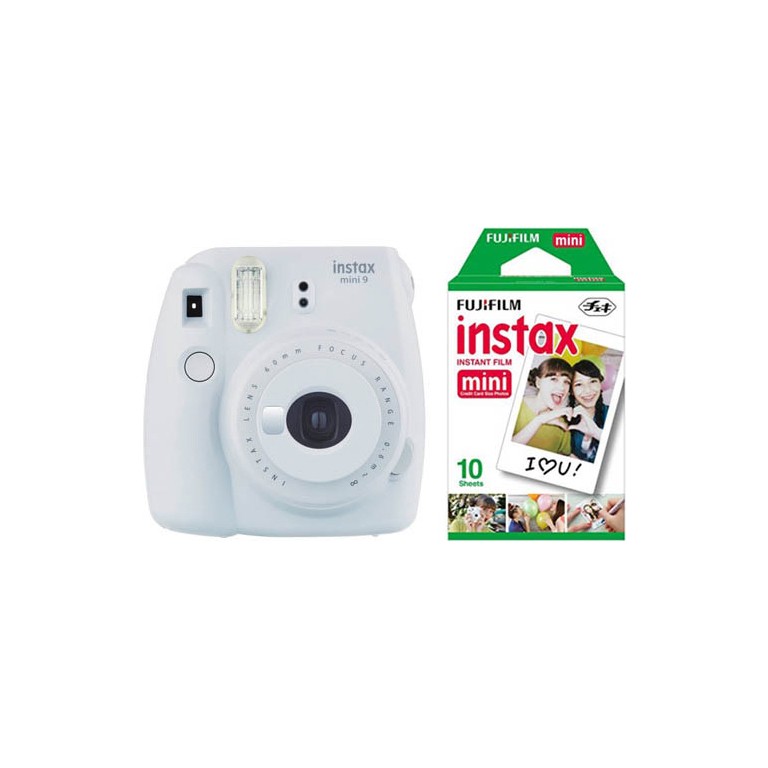 instax
mini 9
INSTAX LENS 60mm FOCUS RANGE 0.6m~∞
FUJIFILM mini
FUJIFILM
チェキ
instax
INSTANT FILM
mini
Credit Card Size Photos
I♡U!
10
Sheets